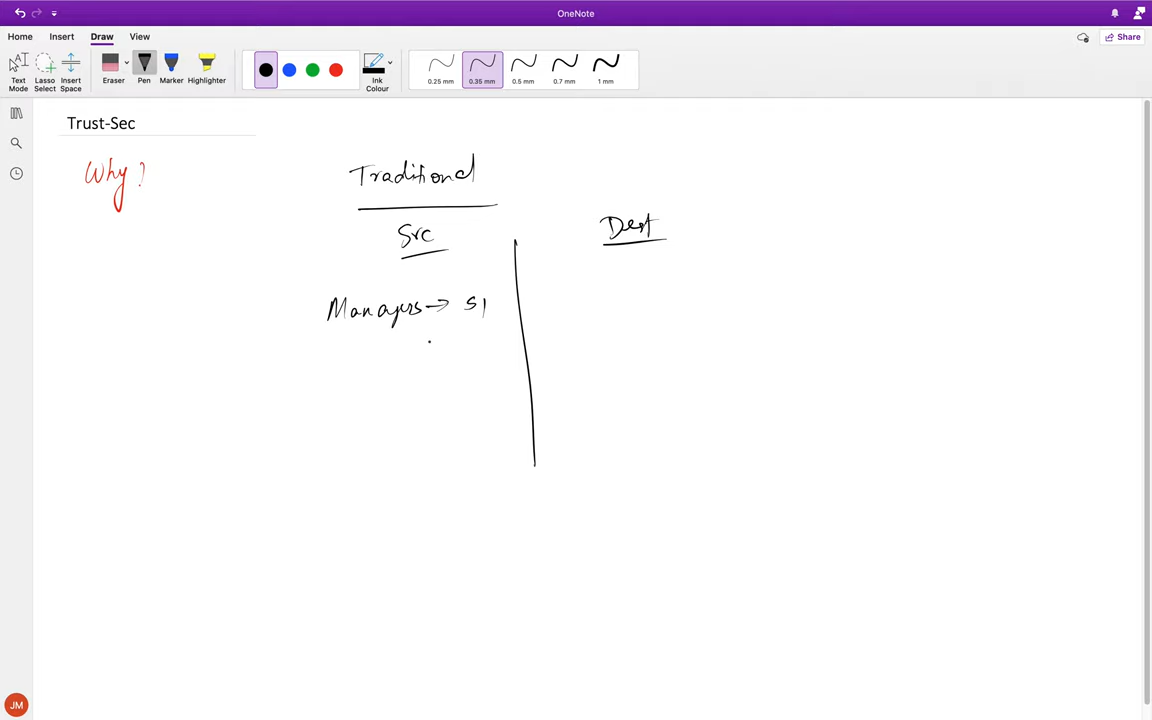 OneNote
Home Insert Draw View
Share
Text Mode
Lasso Select
Insert Space
Eraser
Pen
Marker
Highlighter
Ink Colour
0.25 mm
0.35 mm
0.5 mm
0.7 mm
1 mm
Trust-Sec
Why?
Traditional
Src
Dest
Managers → S1
JM